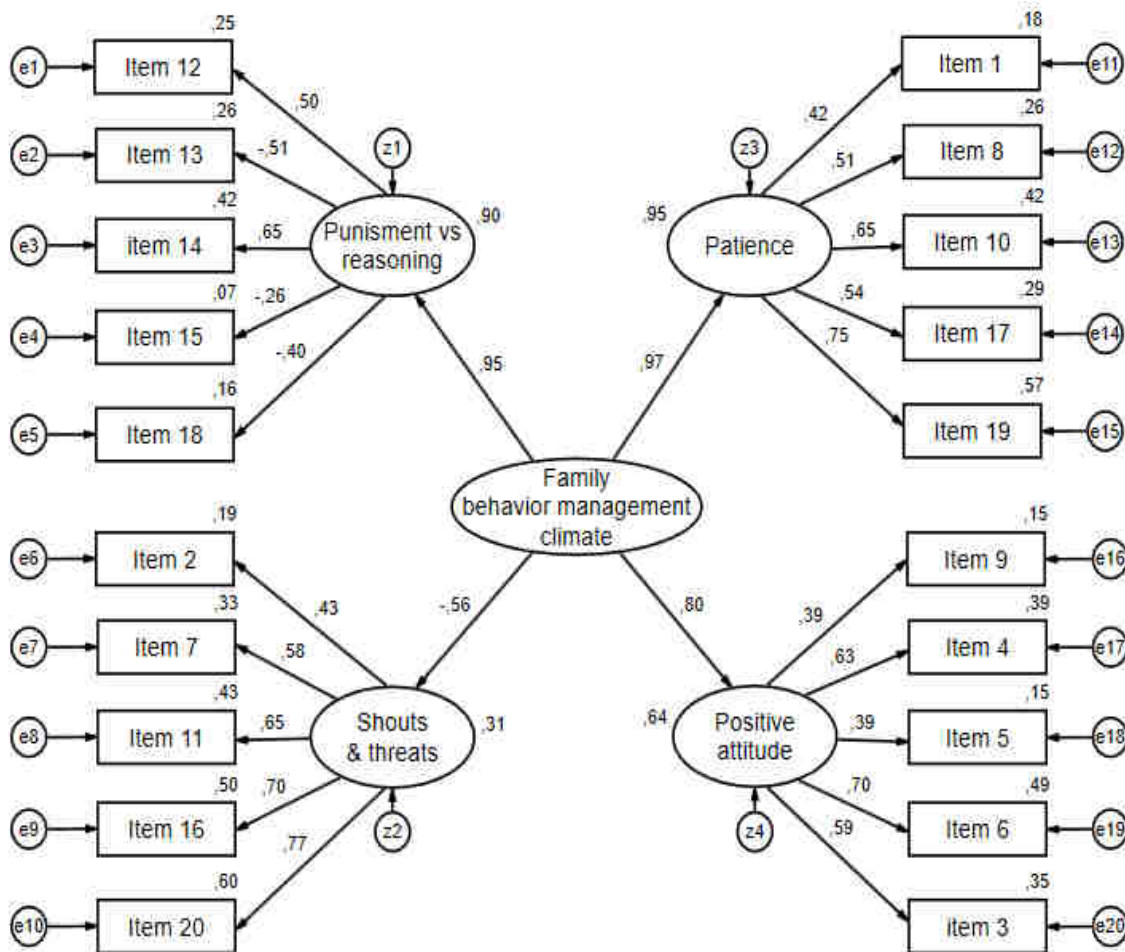 ,25
e1
Item 12
,50
,26
e2
Item 13
-,51
z1
,42
e3
item 14
,65
Punisment vs
reasoning
,90
,07
e4
Item 15
-,26
,16
e5
Item 18
-,40
,95
,18
Item 1
e11
,42
,26
Item 8
e12
,51
z3
,42
Item 10
e13
,65
,95
Patience
,29
Item 17
e14
,54
,57
Item 19
e15
,75
,97
Family
behavior management
climate
,19
e6
Item 2
,43
-,56
,33
e7
Item 7
,58
,43
e8
Item 11
,65
Shouts
& threats
,31
,50
e9
Item 16
,70
z2
,60
e10
Item 20
,77
,15
Item 9
e16
,39
,80
,39
Item 4
e17
,63
,15
Item 5
e18
,39
,64
Positive
attitude
,49
Item 6
e19
,70
z4
,35
item 3
e20
,59